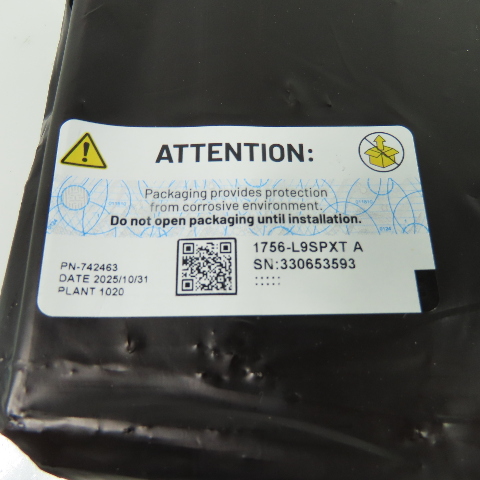 ATTENTION:
Packaging provides protection
from corrosive environment.
Do not open packaging until installation.
1756-L9SPXT A
SN:330653593
PN-742463
DATE 2025/10/31
PLANT 1020